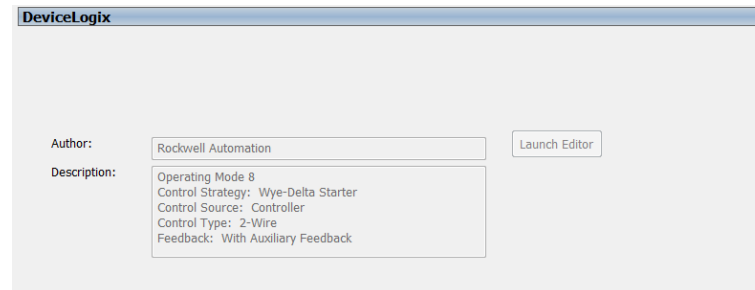 DeviceLogix
Author:
Rockwell Automation
Launch Editor
Description:
Operating Mode 8
Control Strategy:  Wye-Delta Starter
Control Source:  Controller
Control Type:  2-Wire
Feedback:  With Auxiliary Feedback